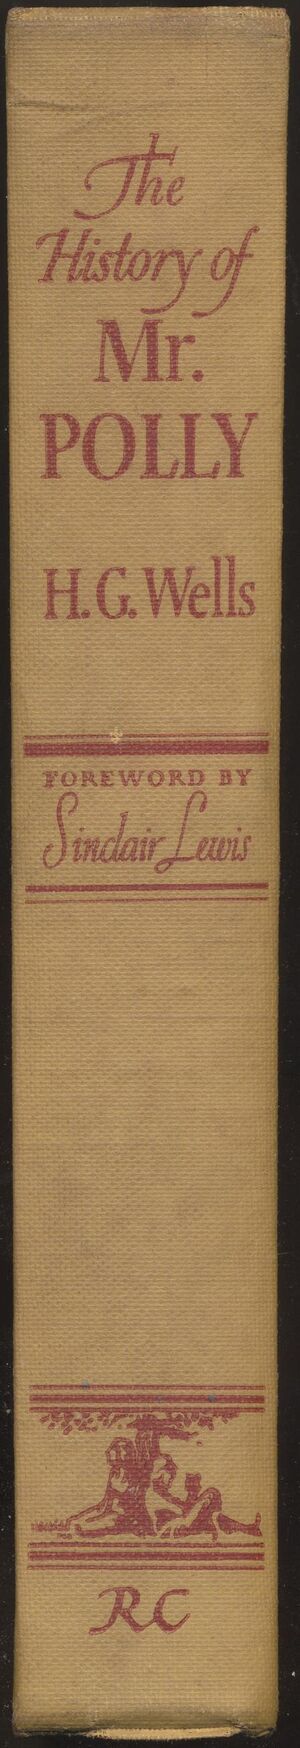 The
History of
Mr.
POLLY
H.G. Wells
FOREWORD BY
Sinclair Lewis
RC